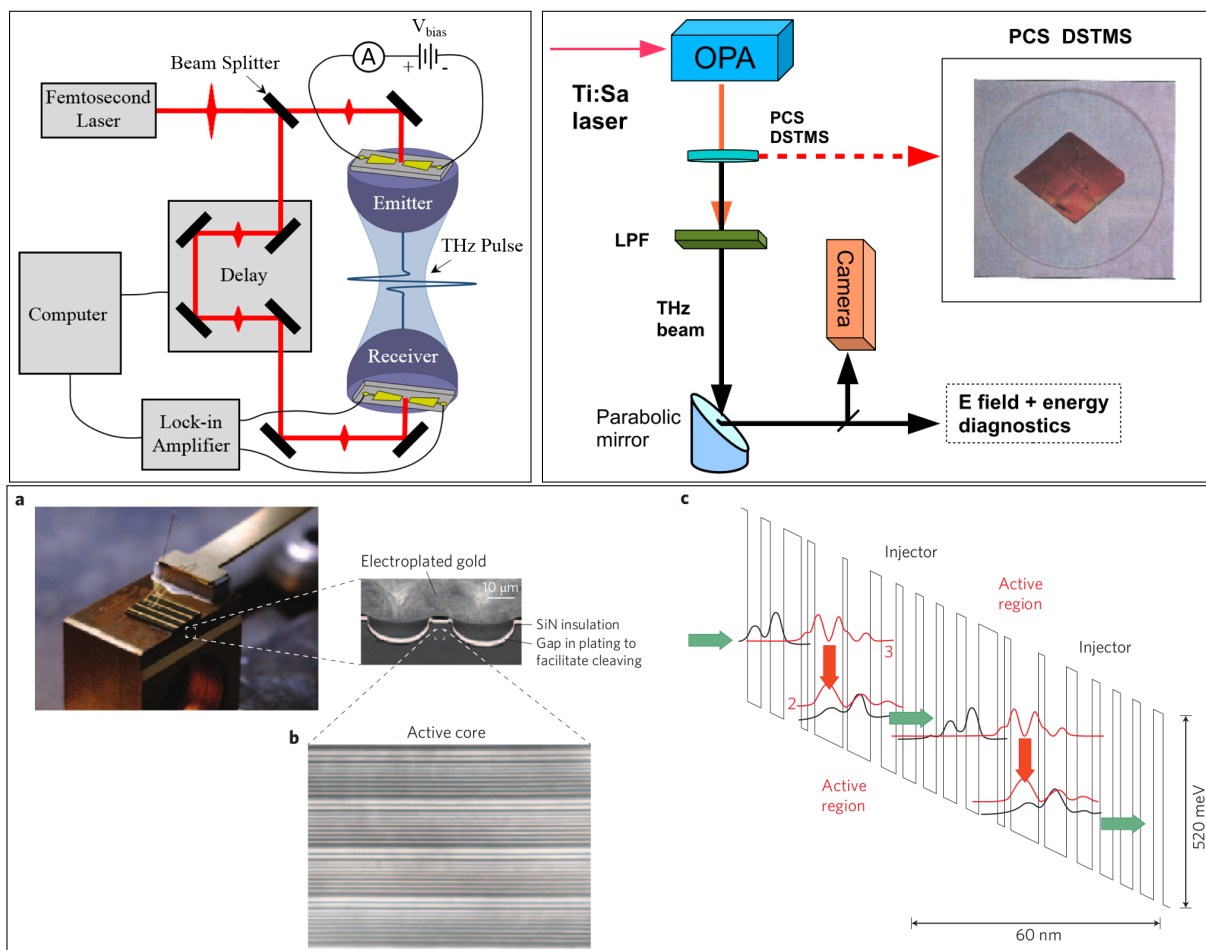 V_bias
A
+
-
Beam Splitter
Femtosecond
Laser
Emitter
THz Pulse
Delay
Computer
Receiver
Lock-in
Amplifier
OPA
PCS DSTMS
Ti:Sa
laser
PCS
DSTMS
LPF
Camera
THz
beam
Parabolic
mirror
E field + energy
diagnostics
a
Electroplated gold
10 μm
SiN insulation
Gap in plating to
facilitate cleaving
b
Active core
c
Injector
Active
region
Injector
3
2
Active
region
520 meV
60 nm